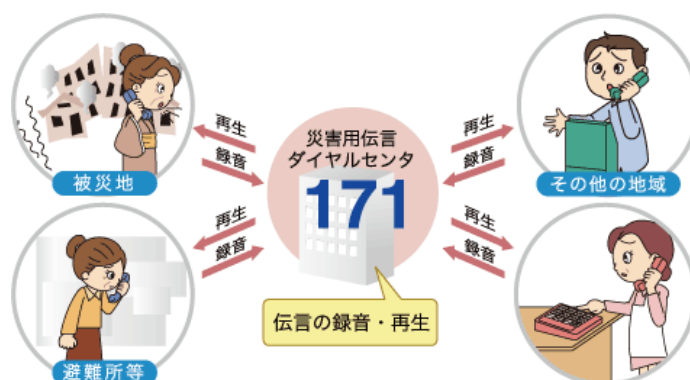 再生
録音
被災地
災害用伝言
ダイヤルセンタ
171
再生
録音
その他の地域
再生
録音
避難所等
伝言の録音・再生
再生
録音